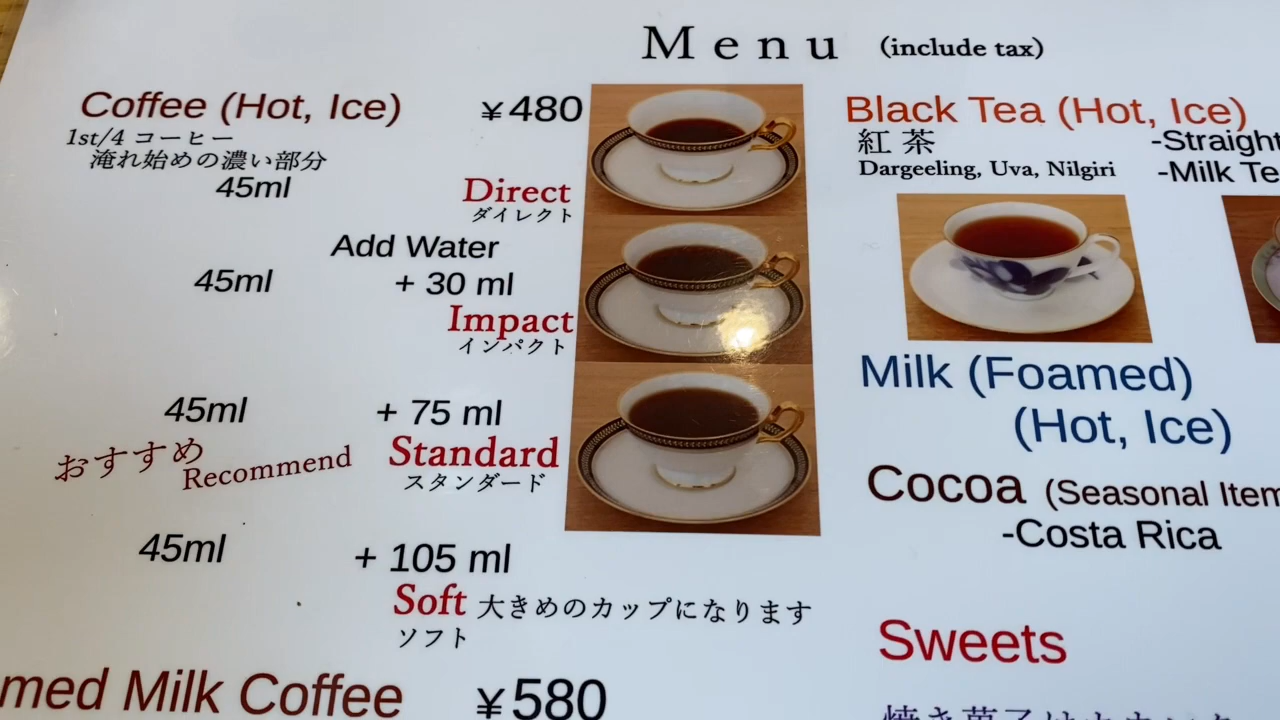 Menu (include tax)
Coffee (Hot, Ice) ¥480
1st/4 コーヒー
淹れ始めの濃い部分
45ml
Direct
ダイレクト
Add Water
45ml + 30 ml
Impact
インパクト
45ml + 75 ml
おすすめ Recommend
Standard
スタンダード
45ml + 105 ml
Soft 大きめのカップになります
ソフト
Milk Coffee ¥580
Black Tea (Hot, Ice)
紅茶 -Straight
Dargeeling, Uva, Nilgiri -Milk
Milk (Foamed)
(Hot, Ice)
Cocoa (Seasonal
-Costa Rica
Sweets